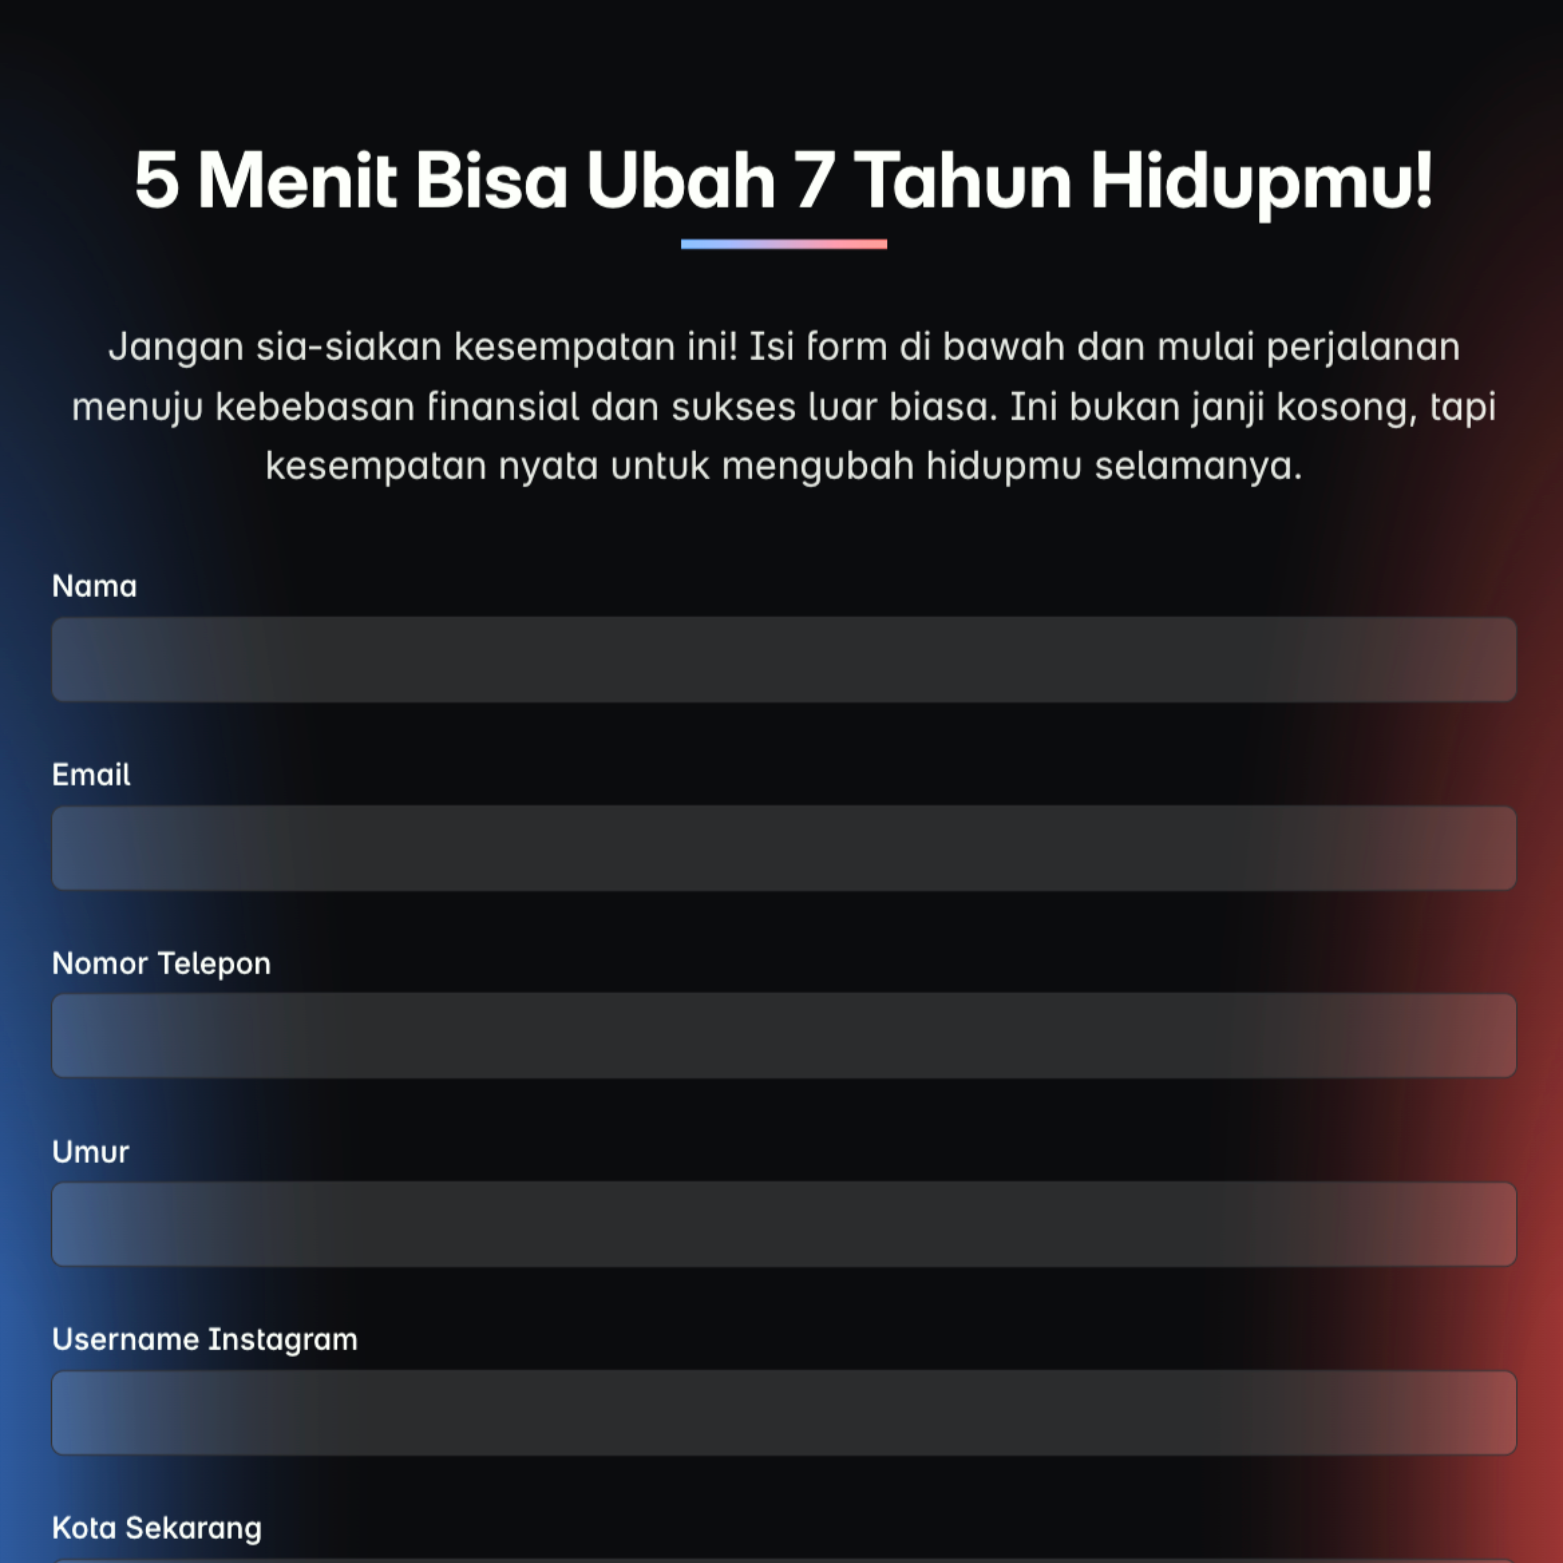 5 Menit Bisa Ubah 7 Tahun Hidupmu!
Jangan sia-siakan kesempatan ini! Isi form di bawah dan mulai perjalanan
menuju kebebasan finansial dan sukses luar biasa. Ini bukan janji kosong, tapi
kesempatan nyata untuk mengubah hidupmu selamanya.
Nama
Email
Nomor Telepon
Umur
Username Instagram
Kota Sekarang